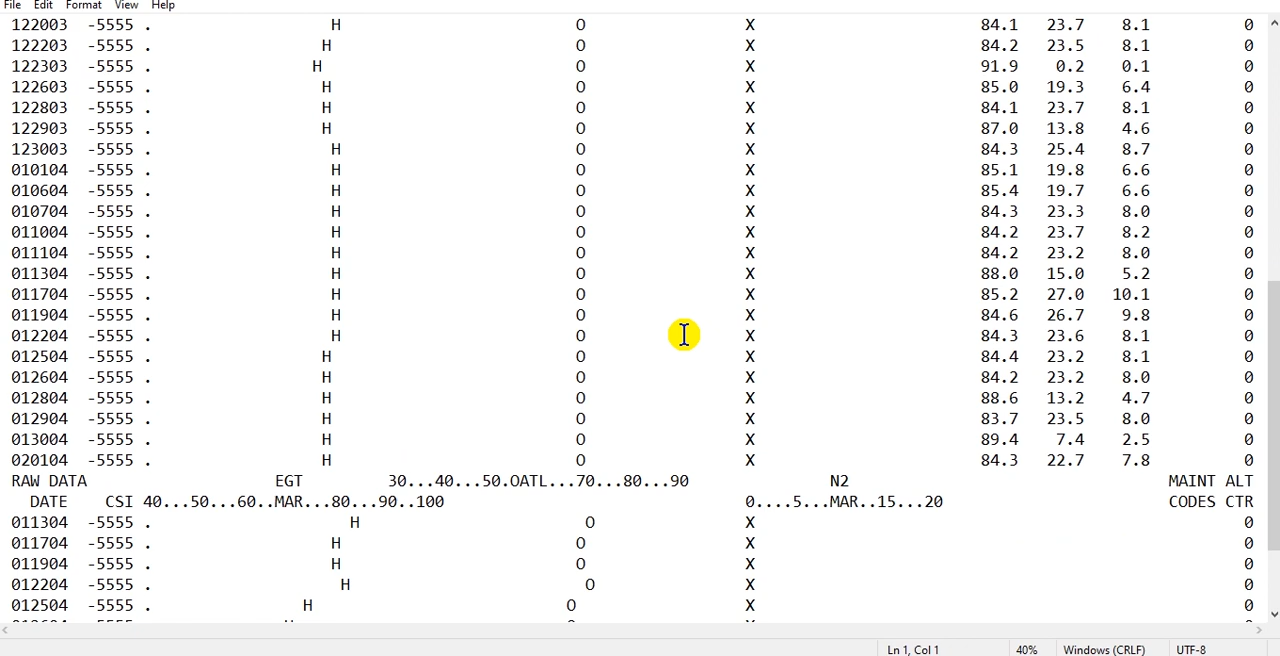 File Edit Format View Help
122003 -5555 . H O X 84.1 23.7 8.1 0
122203 -5555 . H O X 84.2 23.5 8.1 0
122303 -5555 . H O X 91.9 0.2 0.1 0
122603 -5555 . H O X 85.0 19.3 6.4 0
122803 -5555 . H O X 84.1 23.7 8.1 0
122903 -5555 . H O X 87.0 13.8 4.6 0
123003 -5555 . H O X 84.3 25.4 8.7 0
010104 -5555 . H O X 85.1 19.8 6.6 0
010604 -5555 . H O X 85.4 19.7 6.6 0
010704 -5555 . H O X 84.3 23.3 8.0 0
011004 -5555 . H O X 84.2 23.7 8.2 0
011104 -5555 . H O X 84.2 23.2 8.0 0
011304 -5555 . H O X 88.0 15.0 5.2 0
011704 -5555 . H O X 85.2 27.0 10.1 0
011904 -5555 . H O X 84.6 26.7 9.8 0
012204 -5555 . H O X 84.3 23.6 8.1 0
012504 -5555 . H O X 84.4 23.2 8.1 0
012604 -5555 . H O X 84.2 23.2 8.0 0
012804 -5555 . H O X 88.6 13.2 4.7 0
012904 -5555 . H O X 83.7 23.5 8.0 0
013004 -5555 . H O X 89.4 7.4 2.5 0
020104 -5555 . H O X 84.3 22.7 7.8 0
RAW DATA EGT 30...40...50.OATL...70...80...90 N2 MAINT ALT
DATE CSI 40...50...60..MAR...80...90..100 0....5...MAR..15...20 CODES CTR
011304 -5555 . H O X 0
011704 -5555 . H O X 0
011904 -5555 . H O X 0
012204 -5555 . H O X 0
012504 -5555 . H O X 0
Ln 1, Col 1 40% Windows (CRLF) UTF-8